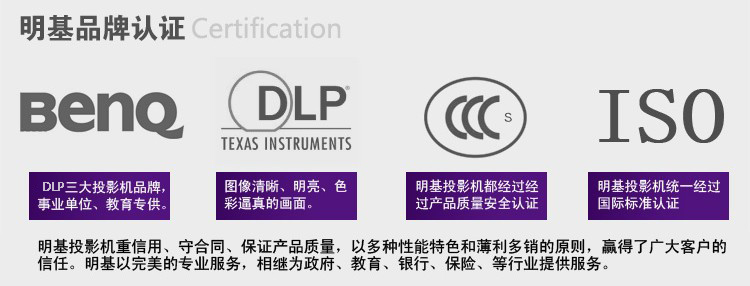 明基品牌认证 Certification
BenQ
DLP®
TEXAS INSTRUMENTS
CCC S
ISO
DLP三大投影机品牌，
事业单位、教育专供。
图像清晰、明亮、色
彩逼真的画面。
明基投影机都经过经
过产品质量安全认证
明基投影机统一经过
国际标准认证
明基投影机重信用、守合同、保证产品质量，以多种性能特色和薄利多销的原则，赢得了广大客户的
信任。明基以完美的专业服务，相继为政府、教育、银行、保险、等行业提供服务。